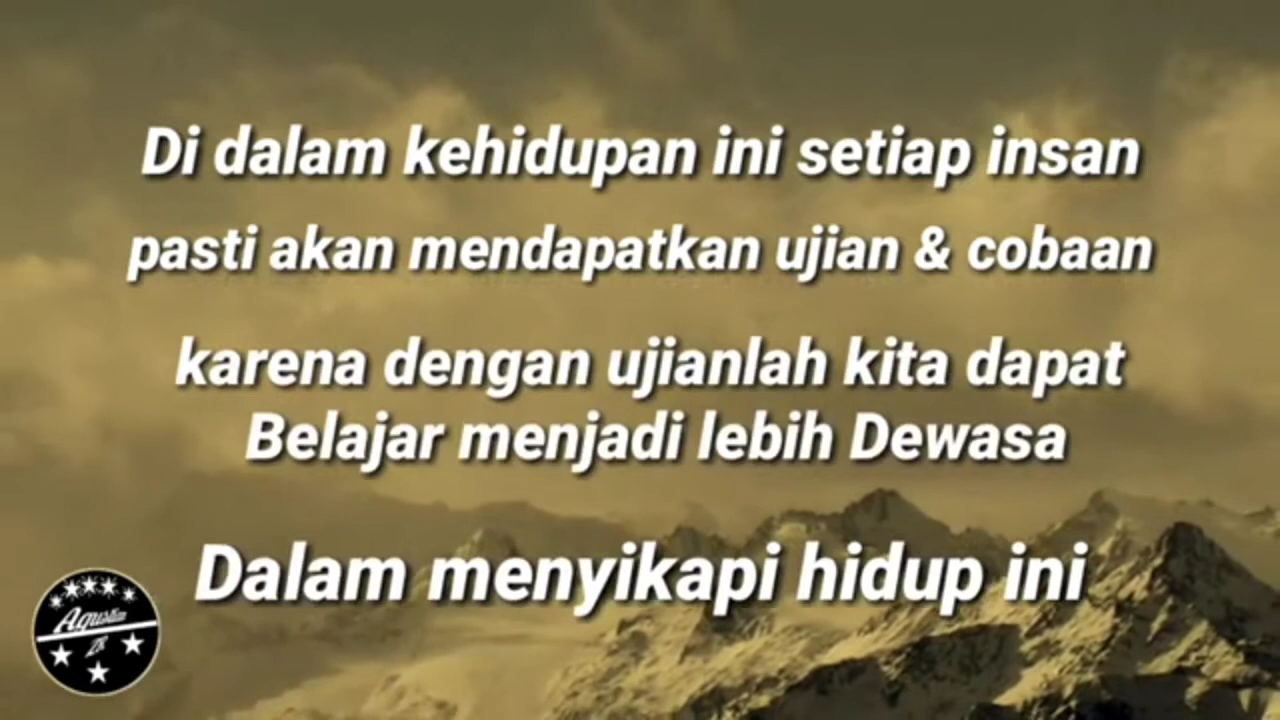 Di dalam kehidupan ini setiap insan
pasti akan mendapatkan ujian & cobaan
karena dengan ujianlah kita dapat
Belajar menjadi lebih Dewasa
Dalam menyikapi hidup ini
Agustin